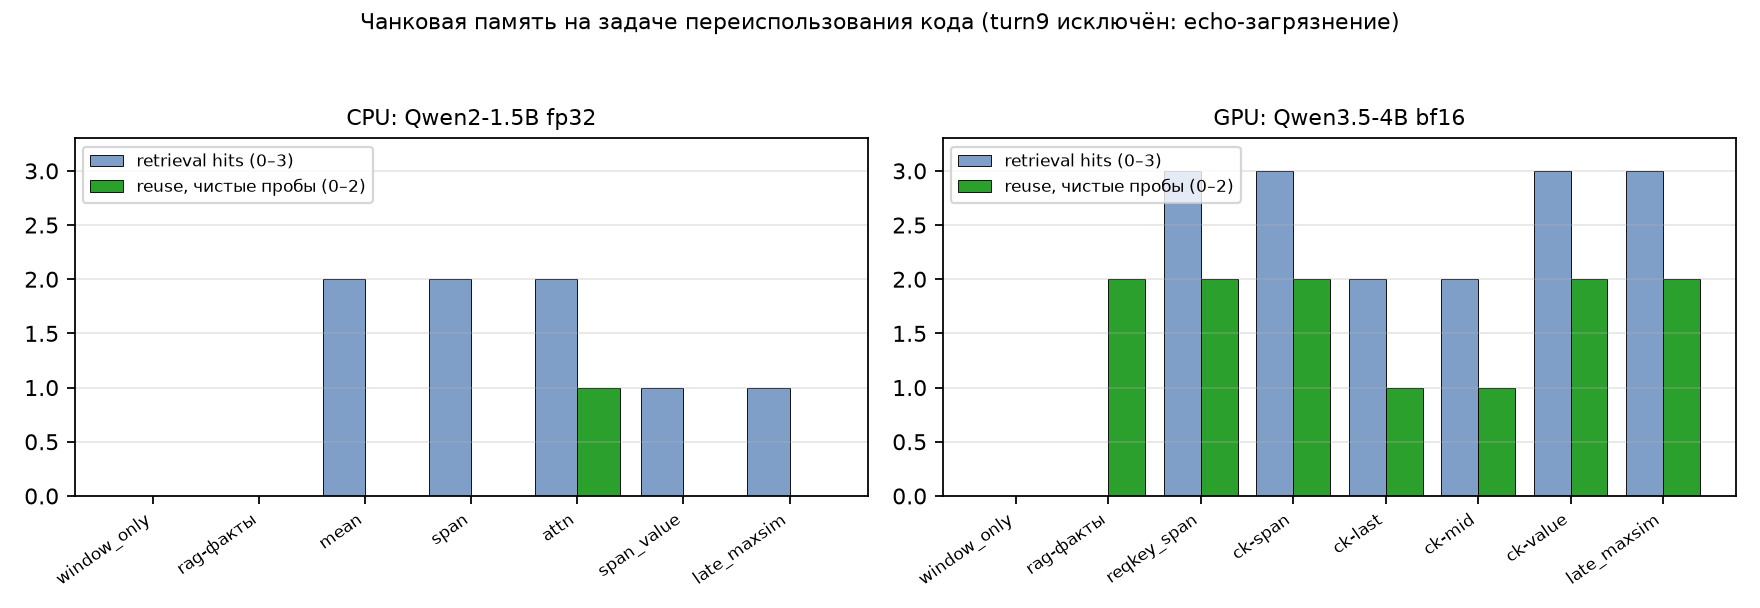 Чанковая память на задаче переиспользования кода (turn9 исключён: echo-загрязнение)
CPU: Qwen2-1.5B fp32
retrieval hits (0–3)
reuse, чистые пробы (0–2)
3.0
2.5
2.0
1.5
1.0
0.5
0.0
window_only
rag-факты
mean
span
attn
span_value
late_maxsim
GPU: Qwen3.5-4B bf16
retrieval hits (0–3)
reuse, чистые пробы (0–2)
3.0
2.5
2.0
1.5
1.0
0.5
0.0
window_only
rag-факты
reqkey_span
ck-span
ck-last
ck-mid
ck-value
late_maxsim